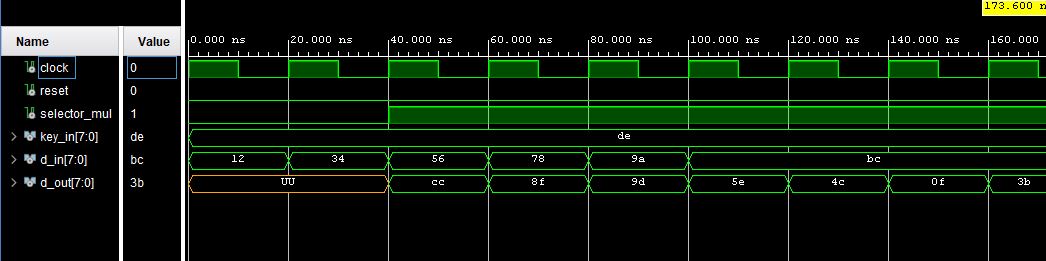 173.600 n
Name Value 0.000 ns 20.000 ns 40.000 ns 60.000 ns 80.000 ns 100.000 ns 120.000 ns 140.000 ns 160.000
clock 0
reset 0
selector_mul 1
key_in[7:0] de de
d_in[7:0] bc 12 34 56 78 9a bc
d_out[7:0] 3b UU cc 8f 9d 5e 4c 0f 3b